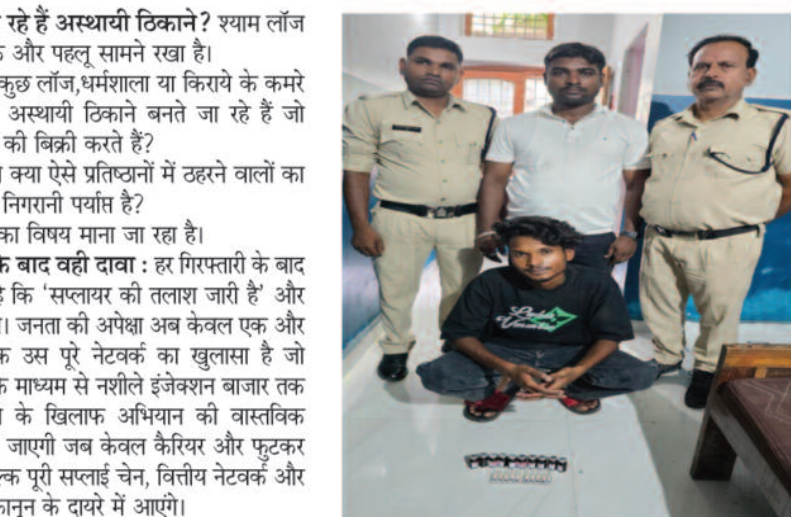 रहे हैं अस्थायी ठिकाने? श्याम लॉज
और पहलू सामने रखा है।
कुछ लॉज,धर्मशाला या किराये के कमरे
अस्थायी ठिकाने बनते जा रहे हैं जो
की बिक्री करते हैं?
क्या ऐसे प्रतिष्ठानों में ठहरने वालों का
निगरानी पर्याप्त है?
का विषय माना जा रहा है।
के बाद वही दावा : हर गिरफ्तारी के बाद
है कि 'सप्लायर की तलाश जारी है' और
। जनता की अपेक्षा अब केवल एक और
उस पूरे नेटवर्क का खुलासा है जो
के माध्यम से नशीले इंजेक्शन बाजार तक
के खिलाफ अभियान की वास्तविक
जाएगी जब केवल कैरियर और फुटकर
पूरी सप्लाई चेन, वित्तीय नेटवर्क और
कानून के दायरे में आएंगे।